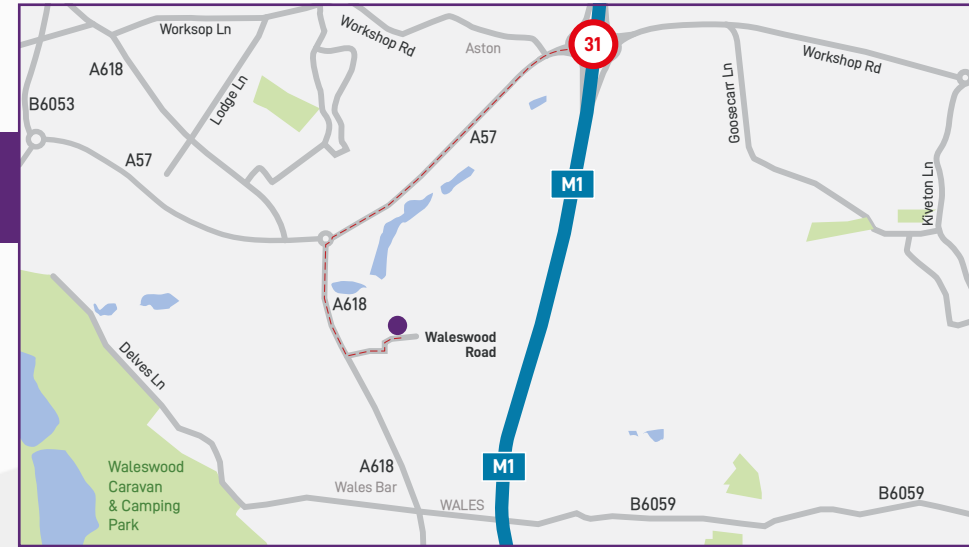 Worksop Ln
Workshop Rd
Aston
31
A618
Lodge Ln
B6053
A57
A57
Goosecarr Ln
Workshop Rd
M1
Kiveton Ln
A618
Waleswood
Road
Delves Ln
Waleswood
Caravan
& Camping
Park
A618
Wales Bar
M1
WALES
B6059
B6059